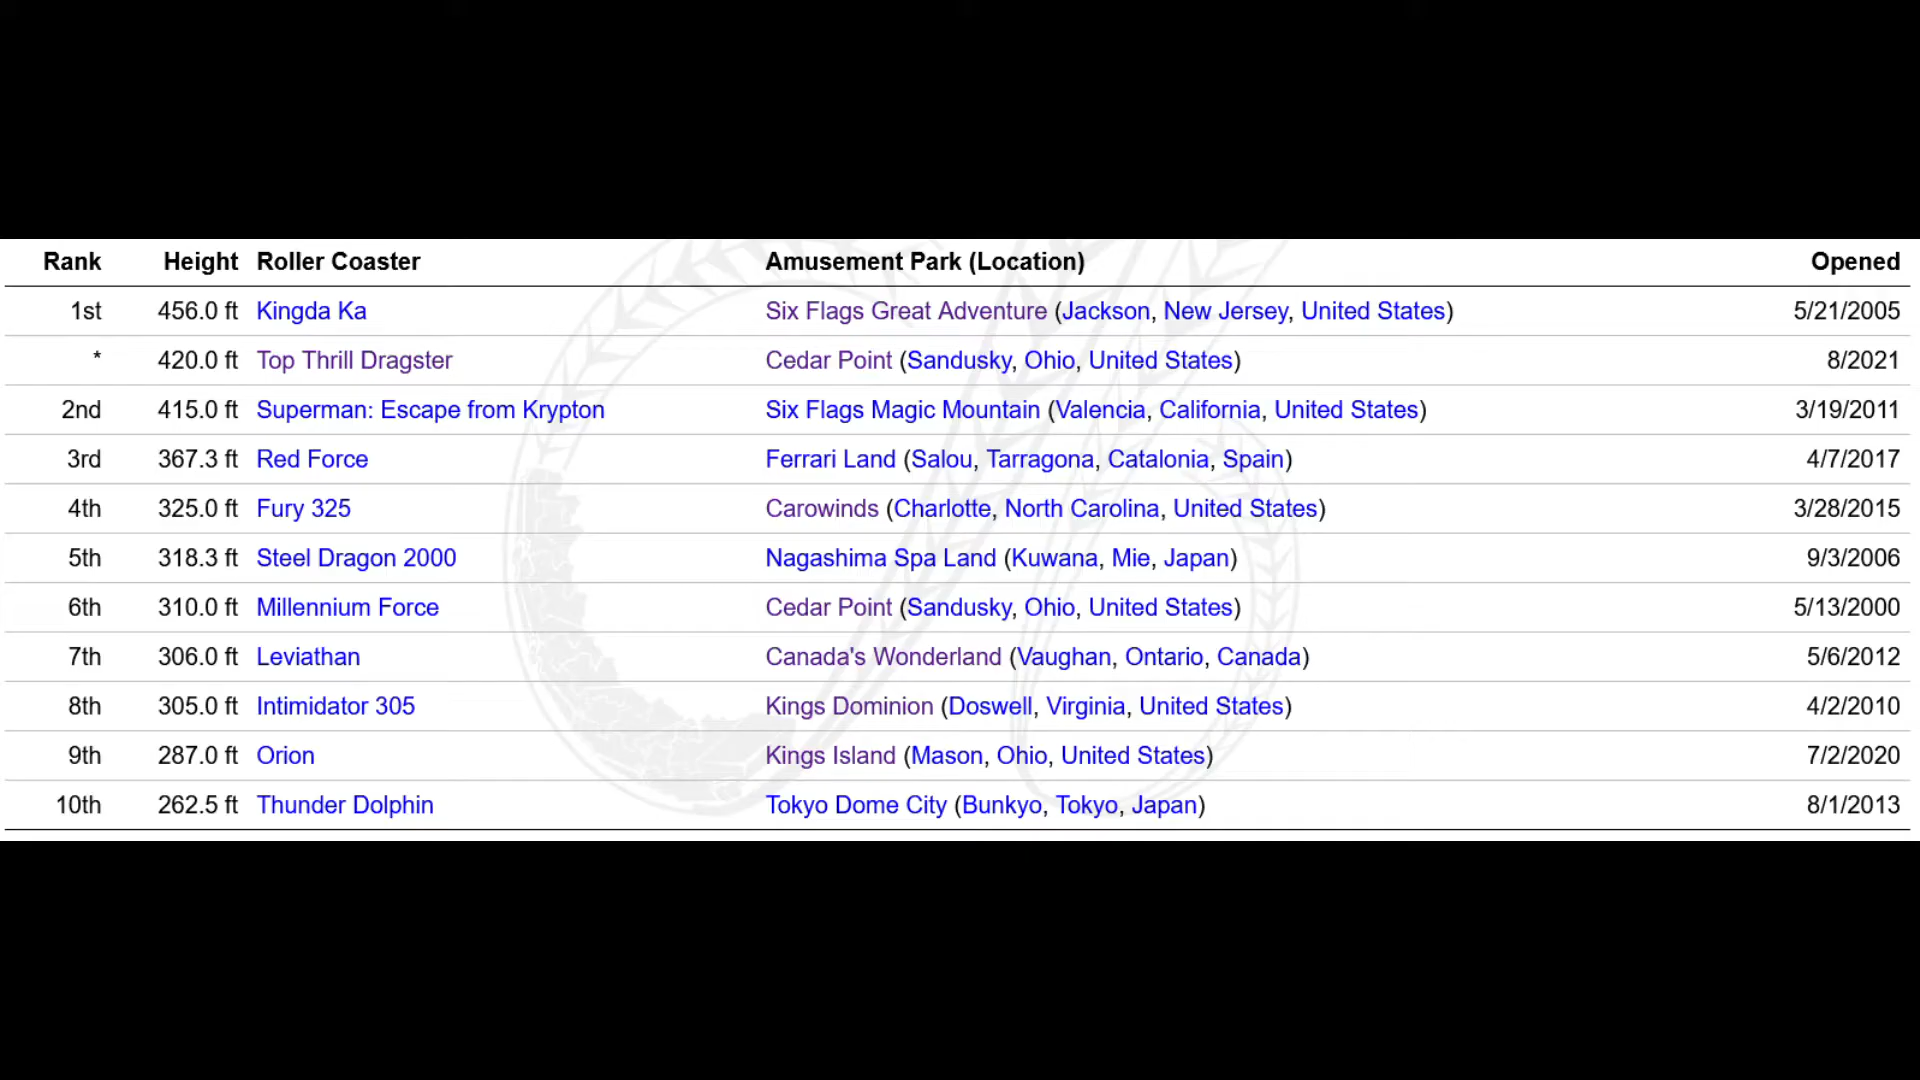 Rank Height Roller Coaster Amusement Park (Location) Opened
1st 456.0 ft Kingda Ka Six Flags Great Adventure (Jackson, New Jersey, United States) 5/21/2005
* 420.0 ft Top Thrill Dragster Cedar Point (Sandusky, Ohio, United States) 8/2021
2nd 415.0 ft Superman: Escape from Krypton Six Flags Magic Mountain (Valencia, California, United States) 3/19/2011
3rd 367.3 ft Red Force Ferrari Land (Salou, Tarragona, Catalonia, Spain) 4/7/2017
4th 325.0 ft Fury 325 Carowinds (Charlotte, North Carolina, United States) 3/28/2015
5th 318.3 ft Steel Dragon 2000 Nagashima Spa Land (Kuwana, Mie, Japan) 9/3/2006
6th 310.0 ft Millennium Force Cedar Point (Sandusky, Ohio, United States) 5/13/2000
7th 306.0 ft Leviathan Canada's Wonderland (Vaughan, Ontario, Canada) 5/6/2012
8th 305.0 ft Intimidator 305 Kings Dominion (Doswell, Virginia, United States) 4/2/2010
9th 287.0 ft Orion Kings Island (Mason, Ohio, United States) 7/2/2020
10th 262.5 ft Thunder Dolphin Tokyo Dome City (Bunkyo, Tokyo, Japan) 8/1/2013